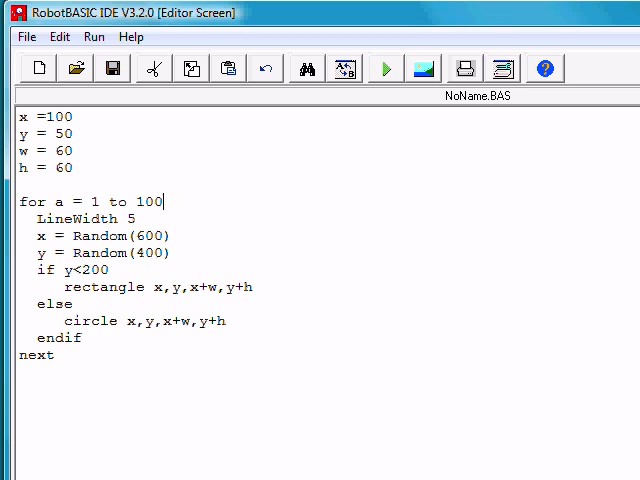 RobotBASIC IDE V3.2.0 [Editor Screen]
File Edit Run Help
A
B
?
NoName.BAS
x =100
y = 50
w = 60
h = 60
for a = 1 to 100
LineWidth 5
x = Random(600)
y = Random(400)
if y<200
rectangle x,y,x+w,y+h
else
circle x,y,x+w,y+h
endif
next